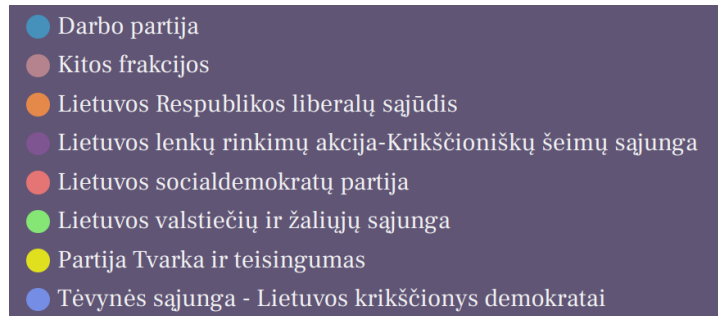 Darbo partija
Kitos frakcijos
Lietuvos Respublikos liberalų sąjūdis
Lietuvos lenkų rinkimų akcija-Krikščioniškų šeimų sąjunga
Lietuvos socialdemokratų partija
Lietuvos valstiečių ir žaliųjų sąjunga
Partija Tvarka ir teisingumas
Tėvynės sąjunga - Lietuvos krikščionys demokratai